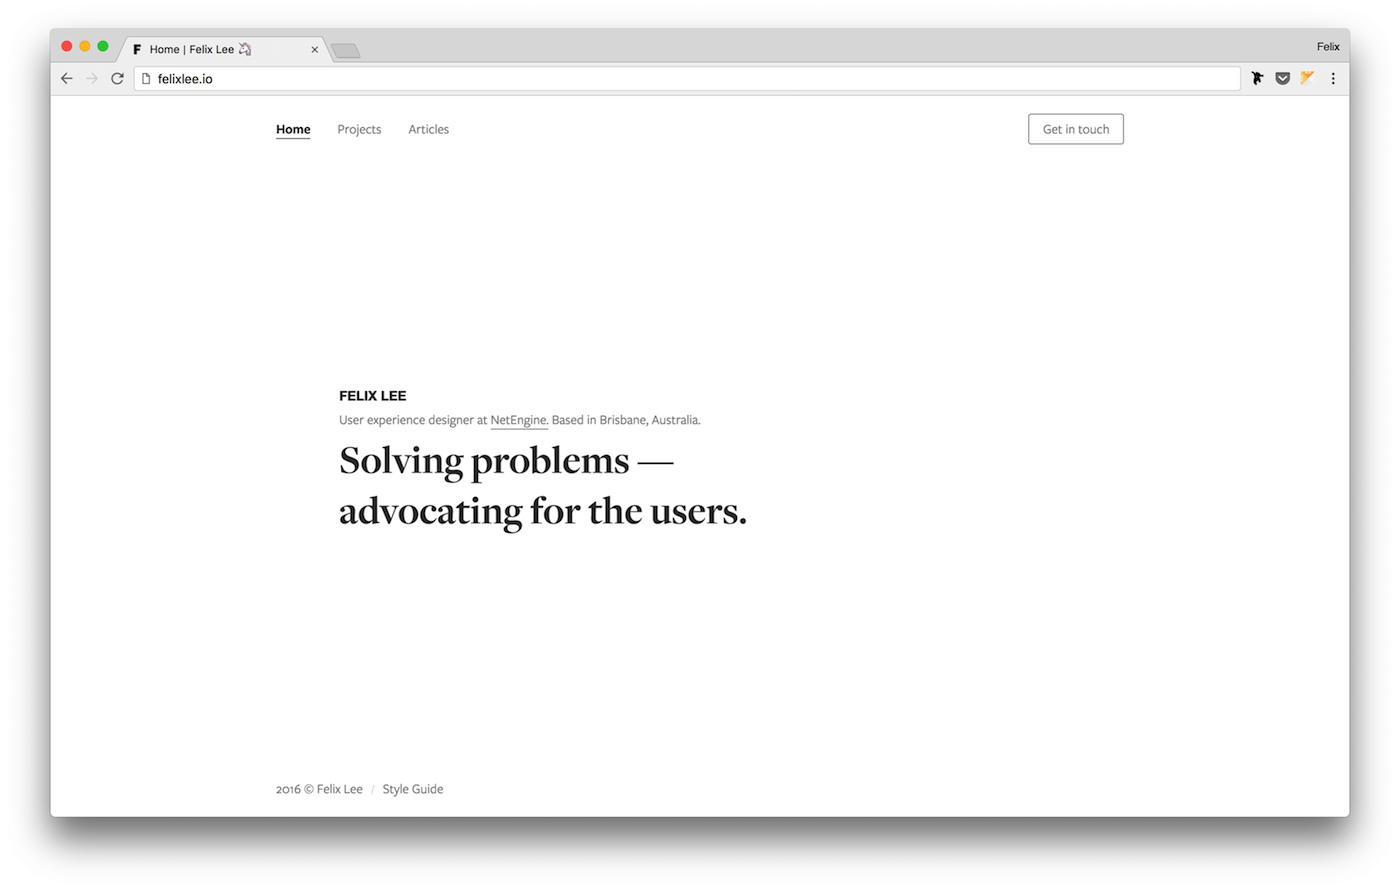 F Home | Felix Lee 🦄 ×
Felix
felixlee.io
Home Projects Articles Get in touch
FELIX LEE
User experience designer at NetEngine. Based in Brisbane, Australia.
Solving problems —
advocating for the users.
2016 © Felix Lee / Style Guide